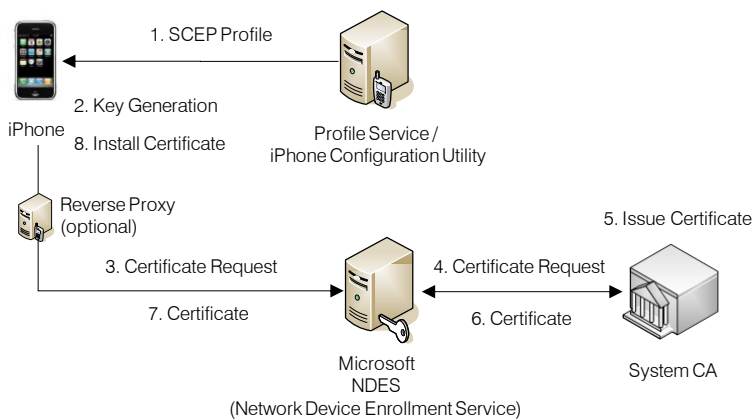 1. SCEP Profile
2. Key Generation
iPhone
8. Install Certificate
Profile Service /
iPhone Configuration Utility
Reverse Proxy
(optional)
5. Issue Certificate
3. Certificate Request
4. Certificate Request
7. Certificate
6. Certificate
Microsoft
NDES
(Network Device Enrollment Service)
System CA